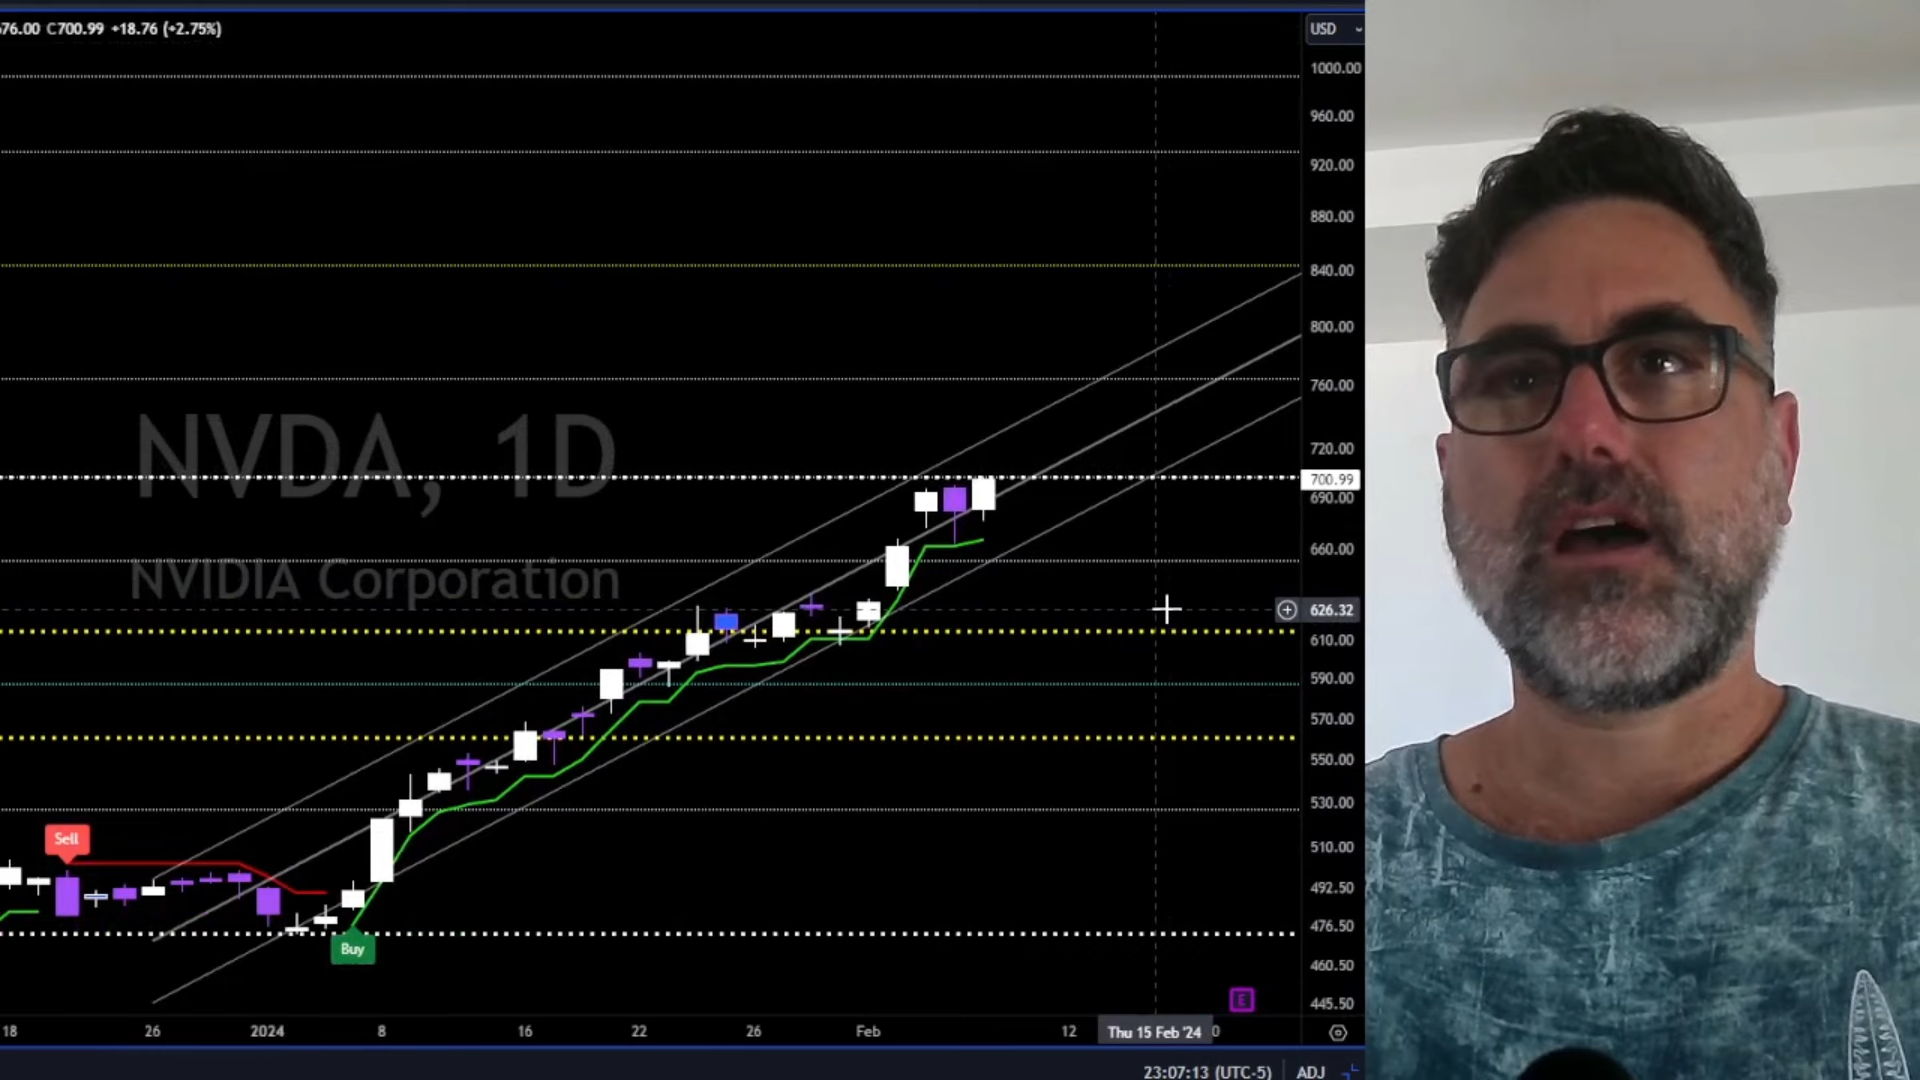 676.00 C700.99 +18.76 (+2.75%)
USD
1000.00
960.00
920.00
880.00
840.00
800.00
760.00
720.00
700.99
690.00
660.00
626.32
610.00
590.00
570.00
550.00
530.00
510.00
492.50
476.50
460.50
445.50
NVDA, 1D
NVIDIA Corporation
Sell
Buy
E
18 26 2024 8 16 22 26 Feb 12 Thu 15 Feb '24 0
23:07:13 (UTC-5) ADJ